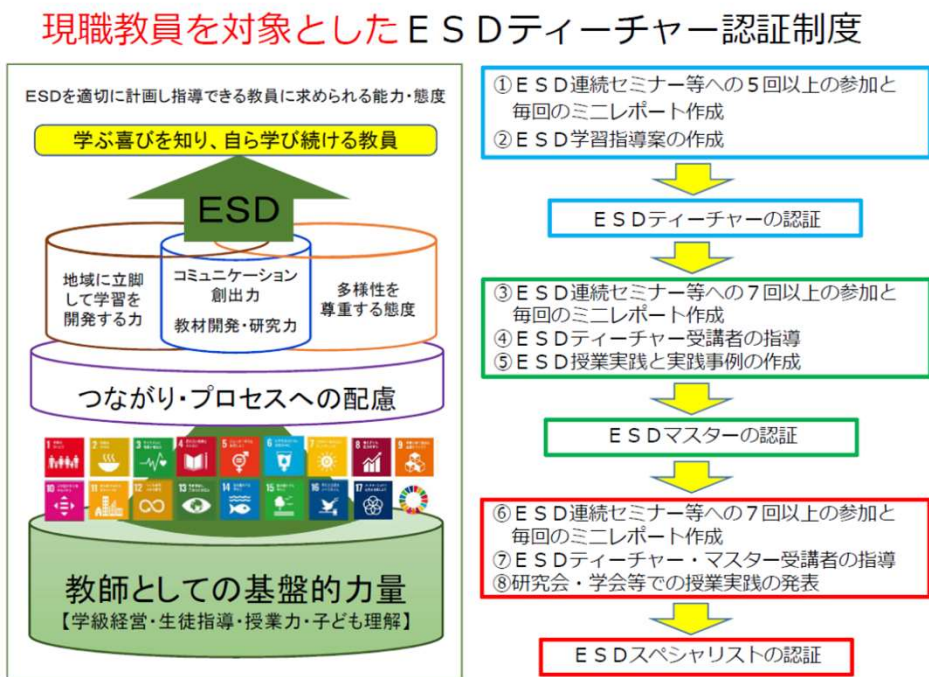 現職教員を対象としたＥＳＤティーチャー認証制度
ESDを適切に計画し指導できる教員に求められる能力・態度
学ぶ喜びを知り、自ら学び続ける教員
ESD
地域に立脚
して学習を
開発する力
コミュニケーション
創出力
教材開発・研究力
多様性を
尊重する態度
つながり・プロセスへの配慮
1
2
3
4
5
6
7
8
9
10
11
12
13
14
15
16
17
教師としての基盤的力量
【学級経営・生徒指導・授業力・子ども理解】
①ＥＳＤ連続セミナー等への５回以上の参加と
毎回のミニレポート作成
②ＥＳＤ学習指導案の作成
ＥＳＤティーチャーの認証
③ＥＳＤ連続セミナー等への７回以上の参加と
毎回のミニレポート作成
④ＥＳＤティーチャー受講者の指導
⑤ＥＳＤ授業実践と実践事例の作成
ＥＳＤマスターの認証
⑥ＥＳＤ連続セミナー等への７回以上の参加と
毎回のミニレポート作成
⑦ＥＳＤティーチャー・マスター受講者の指導
⑧研究会・学会等での授業実践の発表
ＥＳＤスペシャリストの認証